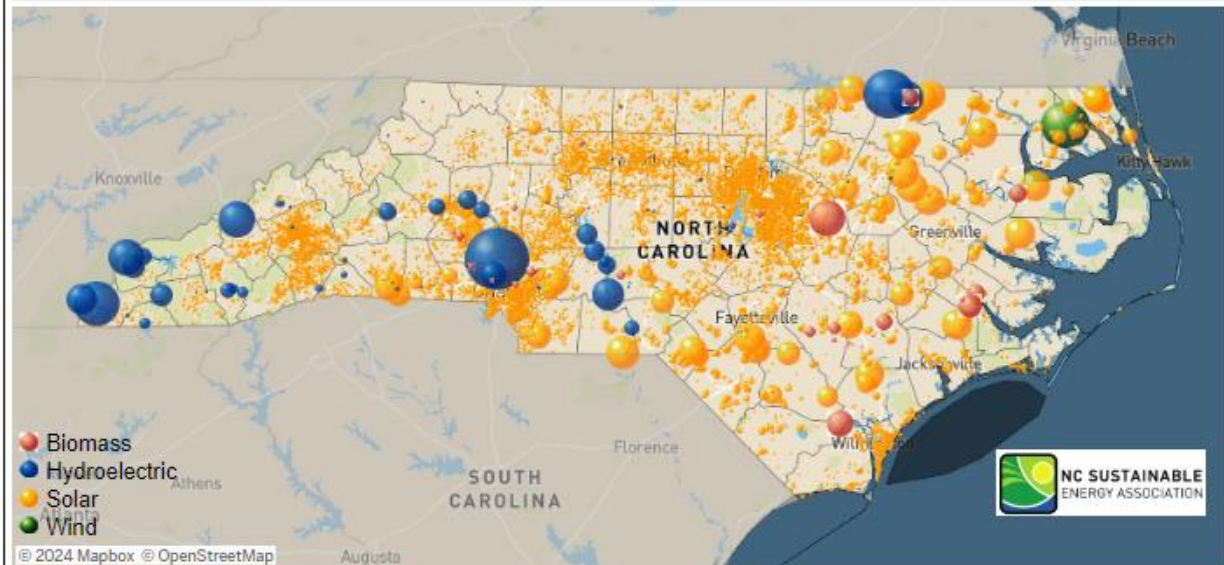 Virginia Beach
Knoxville
Kitty Hawk
NORTH
CAROLINA
Greenville
Fayetteville
Jacksonville
Florence
Biomass
Hydroelectric
Solar
Wind
SOUTH
CAROLINA
Athens
Atlanta
Augusta
NC SUSTAINABLE
ENERGY ASSOCIATION
© 2024 Mapbox © OpenStreetMap